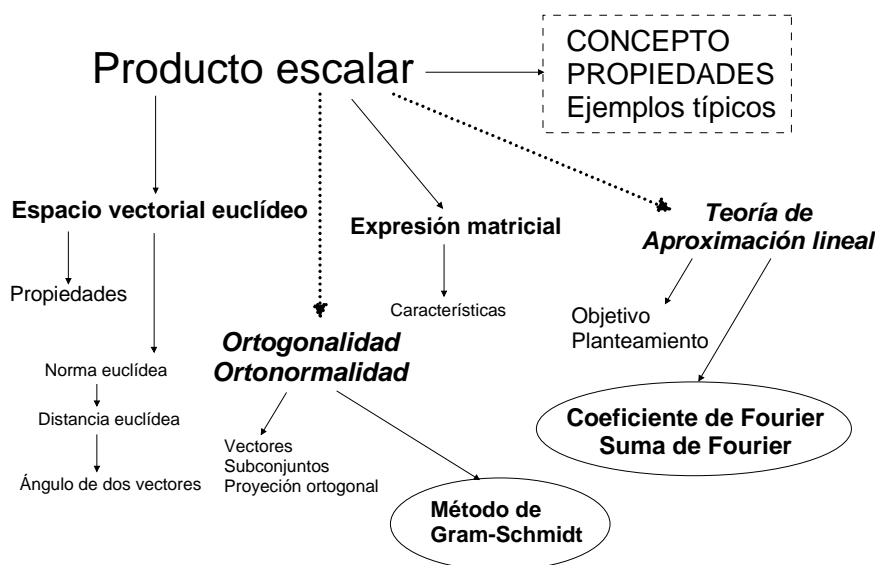 Producto escalar
CONCEPTO
PROPIEDADES
Ejemplos típicos
Espacio vectorial euclídeo
Propiedades
Norma euclídea
Distancia euclídea
Ángulo de dos vectores
Ortogonalidad
Ortonormalidad
Vectores
Subconjuntos
Proyeción ortogonal
Método de
Gram-Schmidt
Expresión matricial
Características
Teoría de
Aproximación lineal
Objetivo
Planteamiento
Coeficiente de Fourier
Suma de Fourier